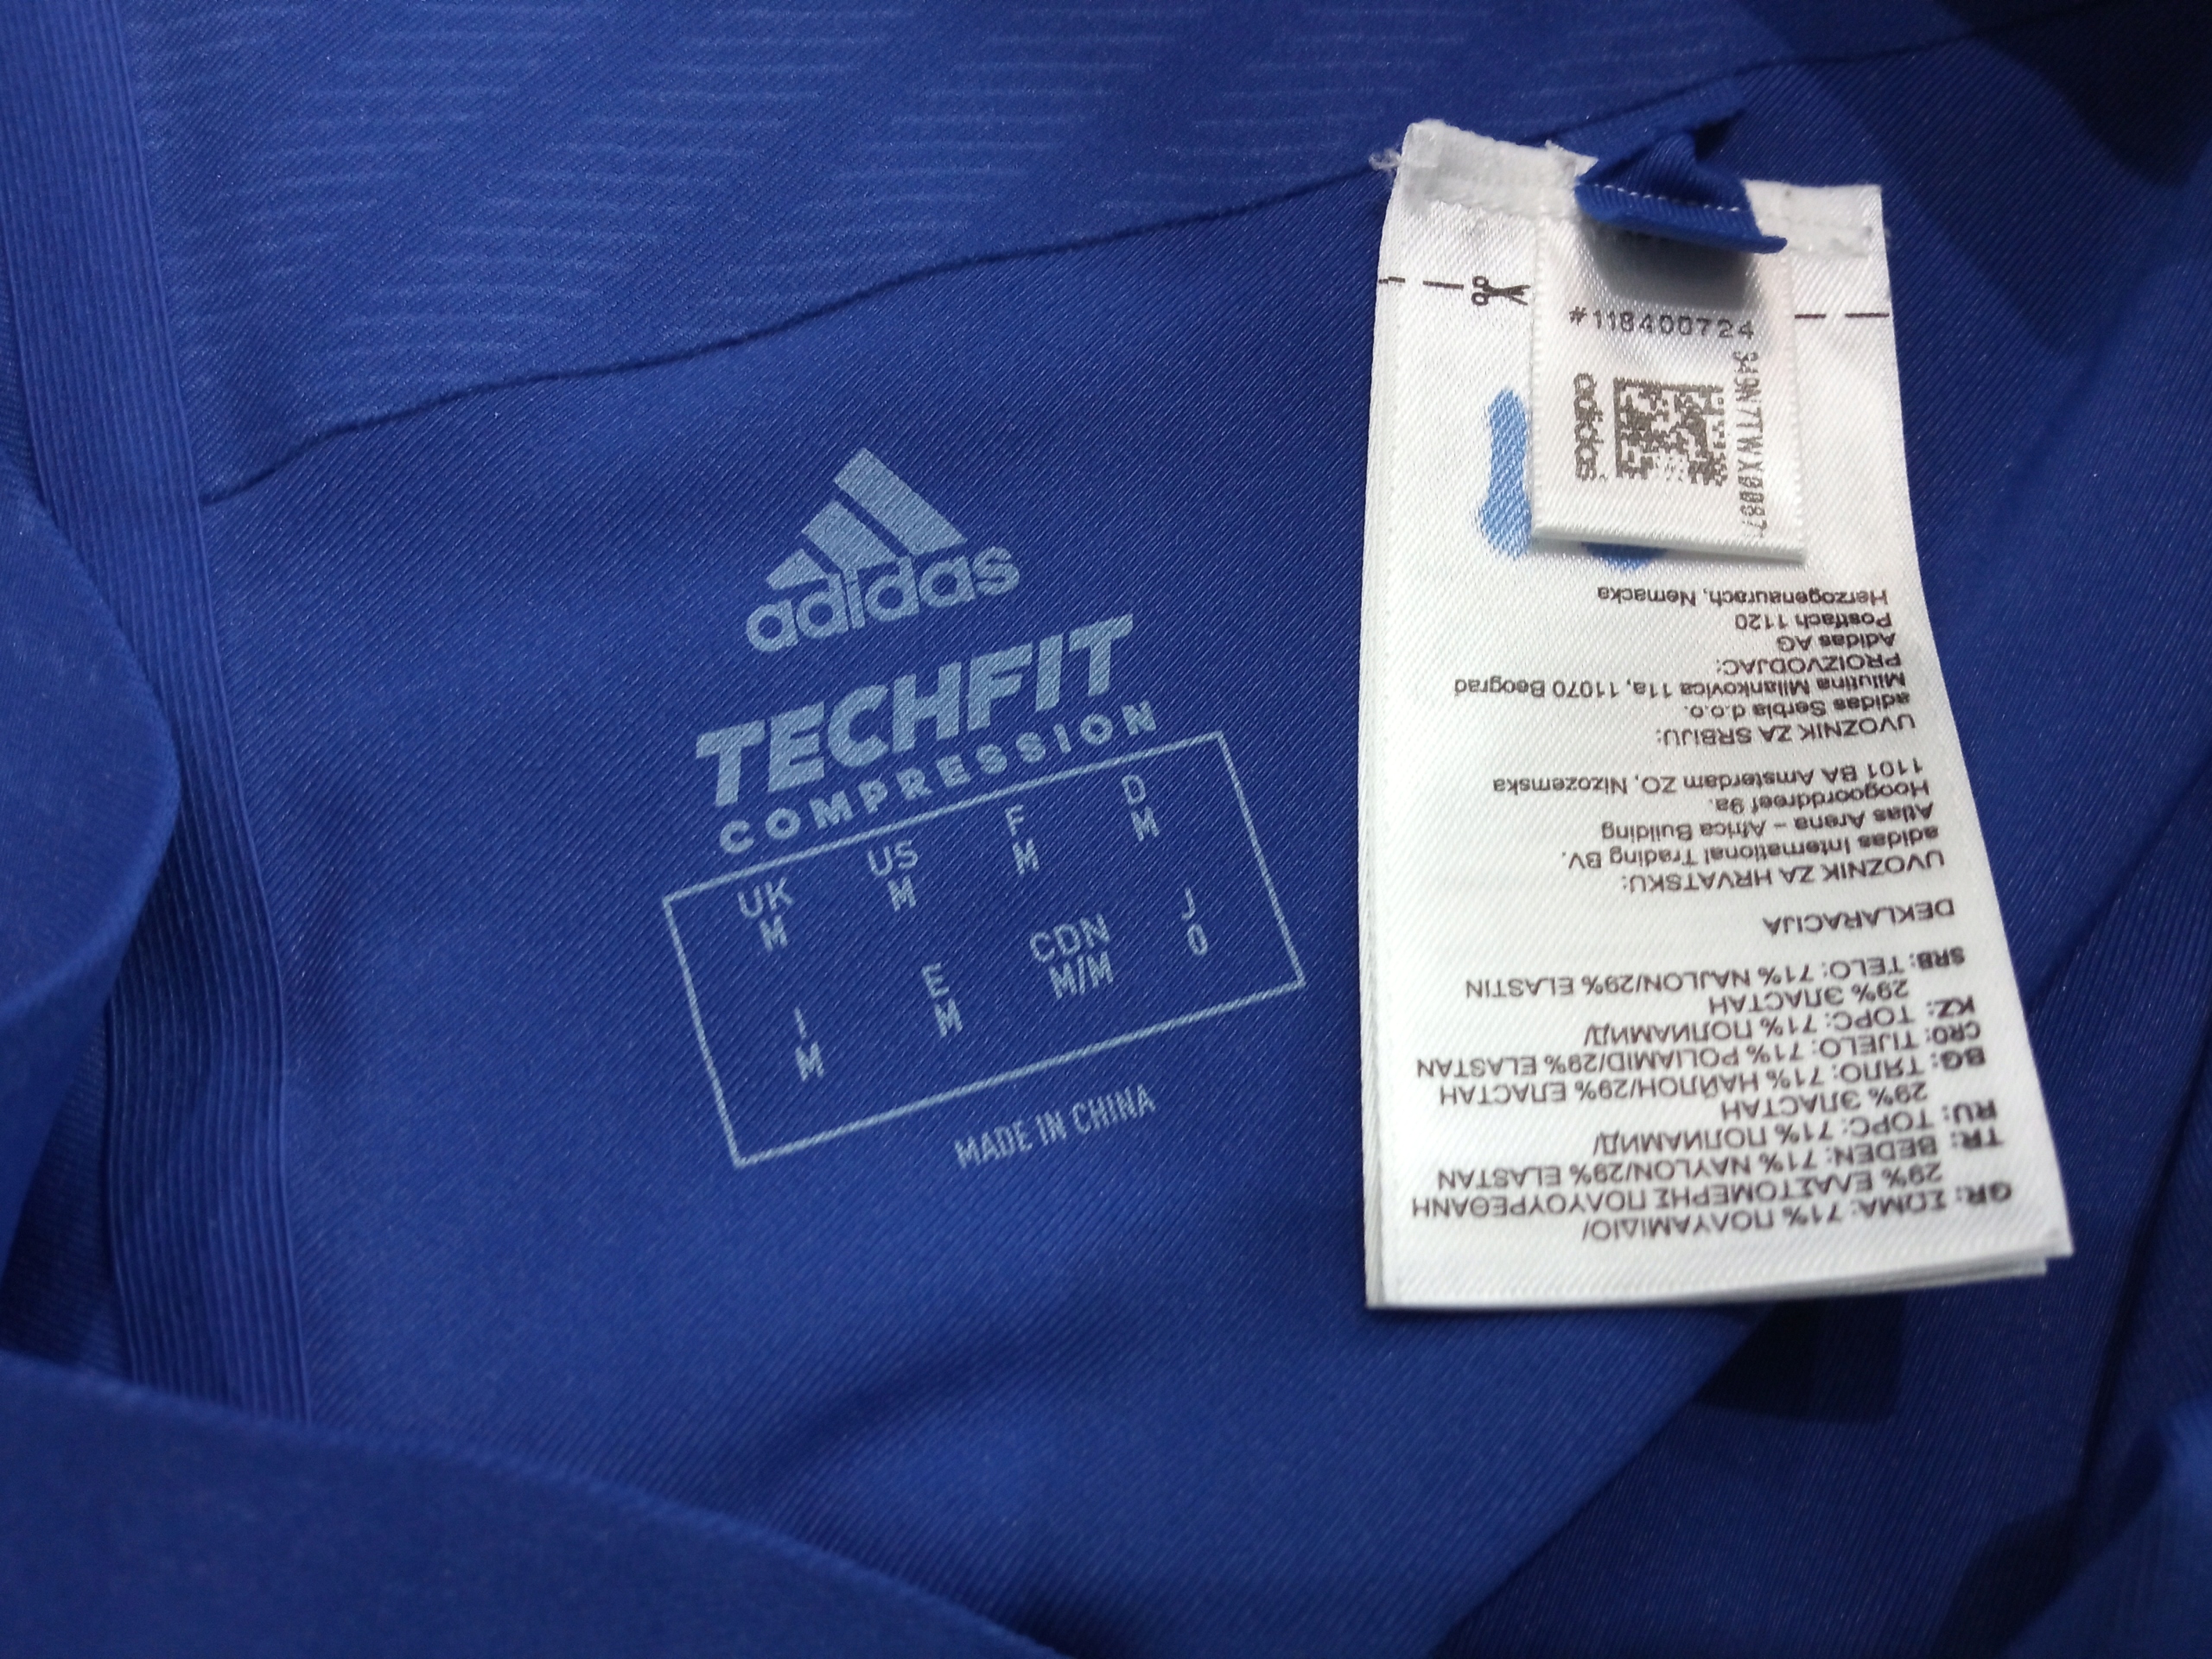 adidas
TECHFIT
COMPRESSION
UK US F D
M M M M
I E CDN J
M M M/M O
MADE IN CHINA
#118400724
adidas
GR: ΣΩΜΑ: 71% ΠΟΛΥΑΜΙΔΙΟ/
29% ΕΛΑΣΤΟΜΕΡΗΣ ΠΟΛΥΟΥΡΕΘΑΝΗ
TR: BEDEN: 71% NAYLON/29% ELASTAN
RU: ТОРС: 71% ПОЛИАМИД/
29% ЭЛАСТАН
BG: ТЯЛО: 71% НАЙЛОН/29% ЕЛАСТАН
CRO: TIJELO: 71% POLIAMID/29% ELASTAN
KZ: ТОРС: 71% ПОЛИАМИД/
29% ЭЛАСТАН
SRB: TELO: 71% NAJLON/29% ELASTIN
DEKLARACIJA
UVOZNIK ZA HRVATSKU:
adidas International Trading BV.
Atlas Arena – Africa Building
Hoogoorddreef 9a.
1101 BA Amsterdam ZO, Nizozemska
UVOZNIK ZA SRBIJU:
adidas Serbia d.o.o.
Milutina Milankovica 11a, 11070 Beograd
PROIZVODJAC:
Adidas AG
Postfach 1120
Herzogenaurach, Nemacka